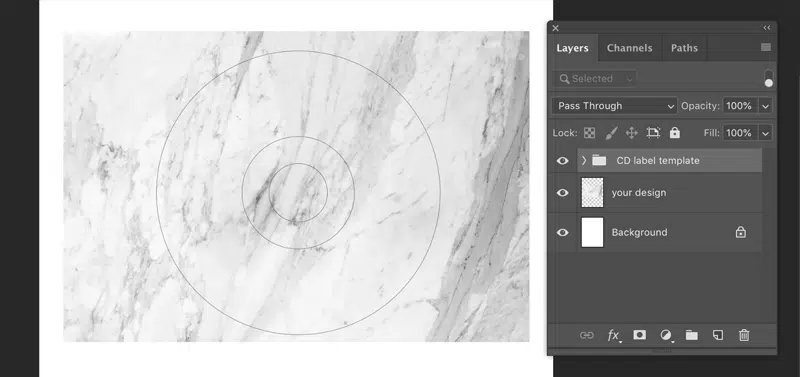 Layers Channels Paths
Selected
Pass Through Opacity: 100%
Lock: Fill: 100%
CD label template
your design
Background
fx